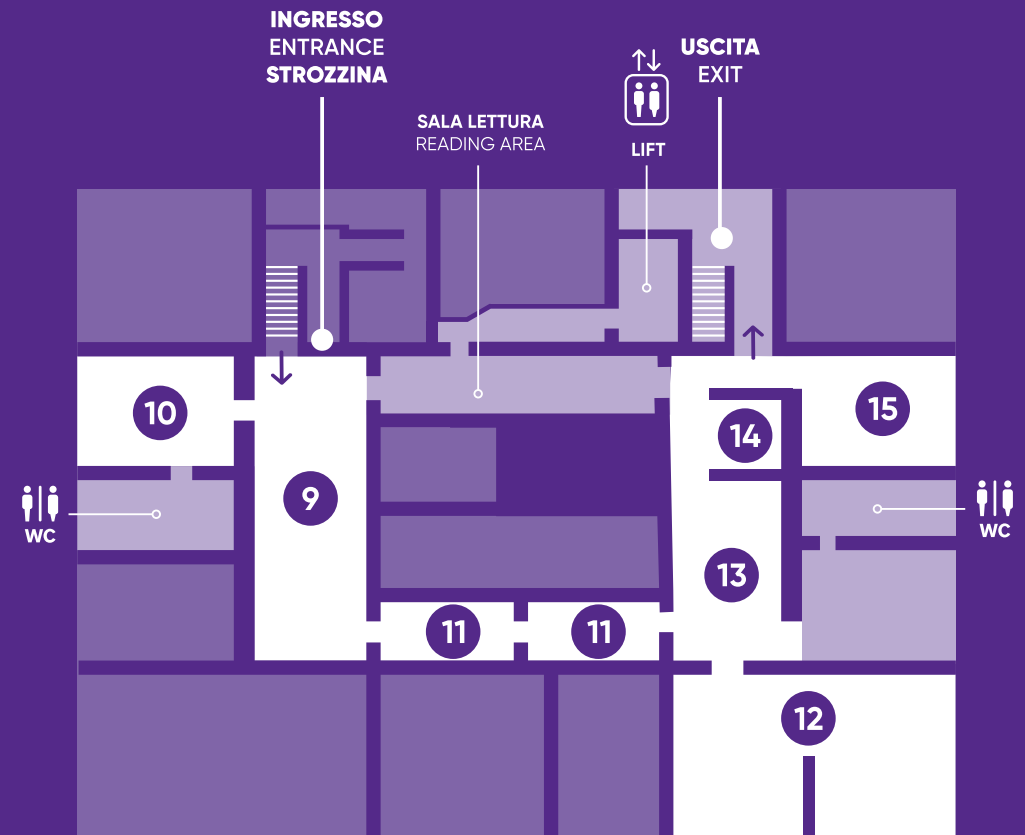 INGRESSO
ENTRANCE
STROZZINA
USCITA
EXIT
SALA LETTURA
READING AREA
LIFT
10
15
14
9
WC
WC
13
11
11
12